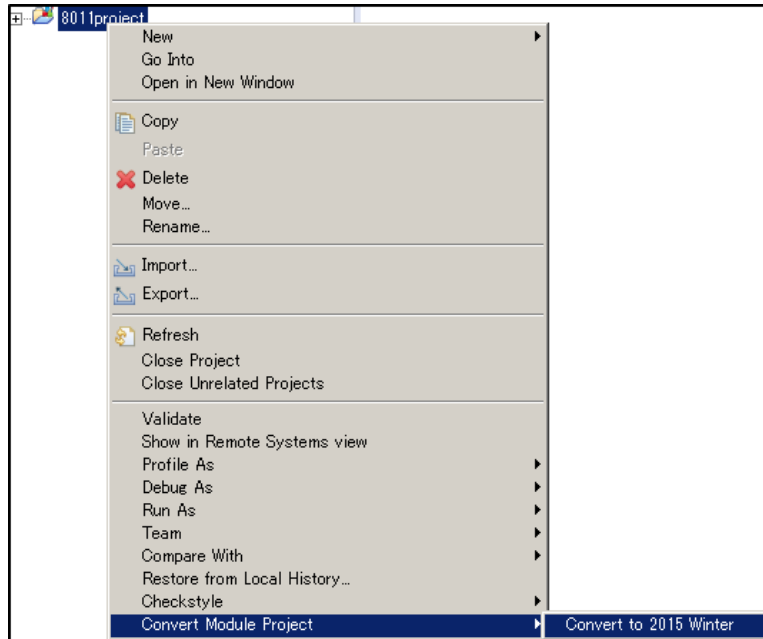 8011project
New
Go Into
Open in New Window
Copy
Paste
Delete
Move...
Rename...
Import...
Export...
Refresh
Close Project
Close Unrelated Projects
Validate
Show in Remote Systems view
Profile As
Debug As
Run As
Team
Compare With
Restore from Local History...
Checkstyle
Convert Module Project
Convert to 2015 Winter